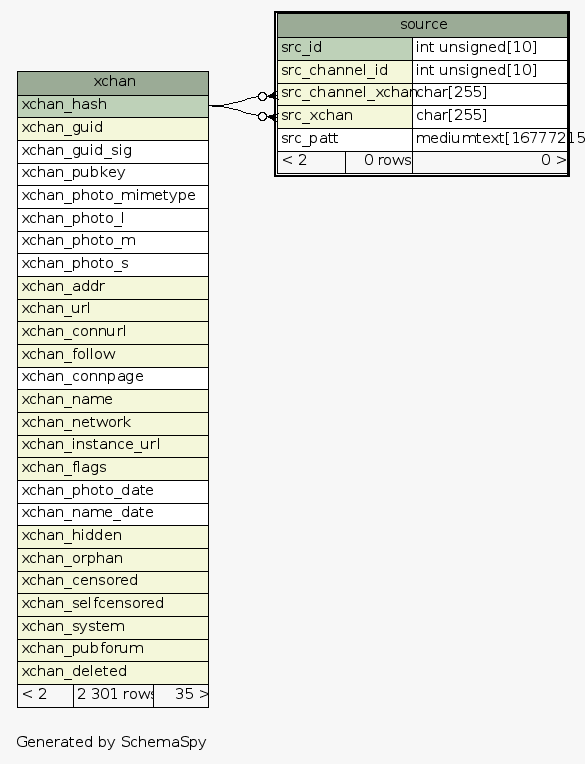 source
src_id int unsigned[10]
src_channel_id int unsigned[10]
src_channel_xchan char[255]
src_xchan char[255]
src_patt mediumtext[16777215
< 2 0 rows 0 >
xchan
xchan_hash
xchan_guid
xchan_guid_sig
xchan_pubkey
xchan_photo_mimetype
xchan_photo_l
xchan_photo_m
xchan_photo_s
xchan_addr
xchan_url
xchan_connurl
xchan_follow
xchan_connpage
xchan_name
xchan_network
xchan_instance_url
xchan_flags
xchan_photo_date
xchan_name_date
xchan_hidden
xchan_orphan
xchan_censored
xchan_selfcensored
xchan_system
xchan_pubforum
xchan_deleted
< 2 2 301 rows 35 >
Generated by SchemaSpy